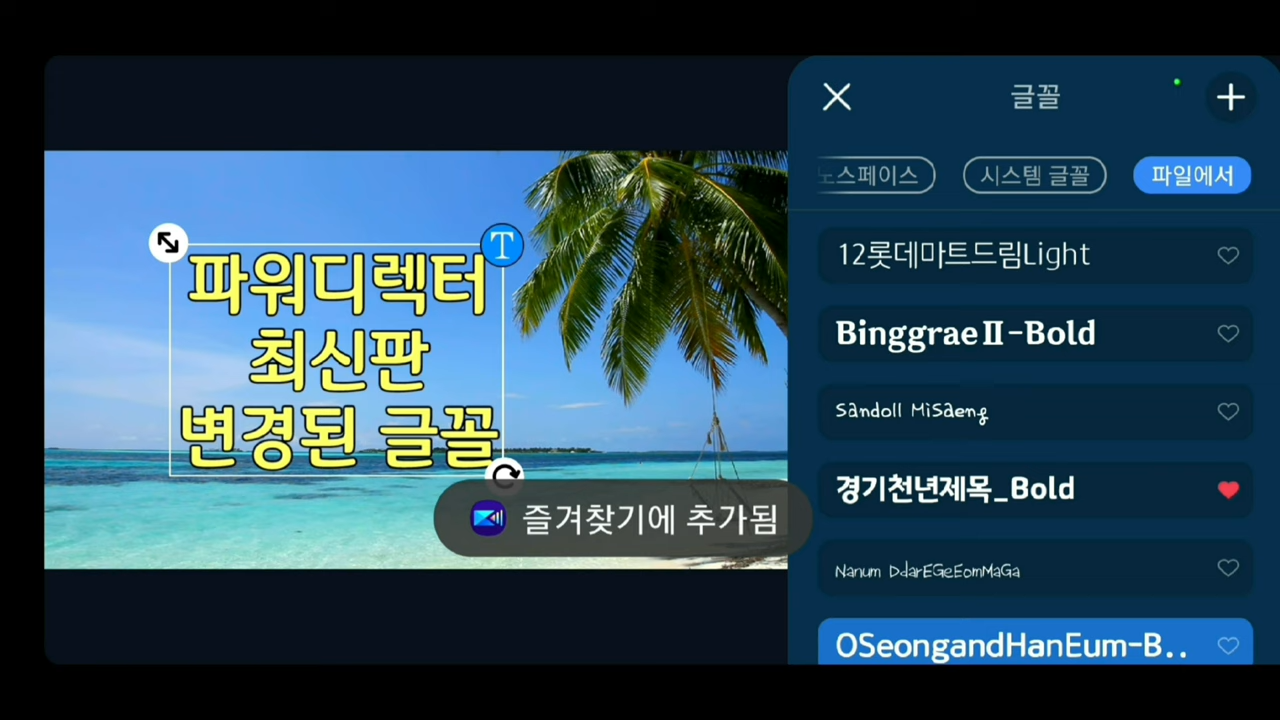 글꼴
노스페이스
시스템 글꼴
파일에서
파워디렉터
최신판
변경된 글꼴
T
즐겨찾기에 추가됨
12롯데마트드림Light
BinggraeⅡ-Bold
Sandoll MiSaeng
경기천년제목_Bold
Nanum DdarEGeEomMaGa
OSeongandHanEum-B..